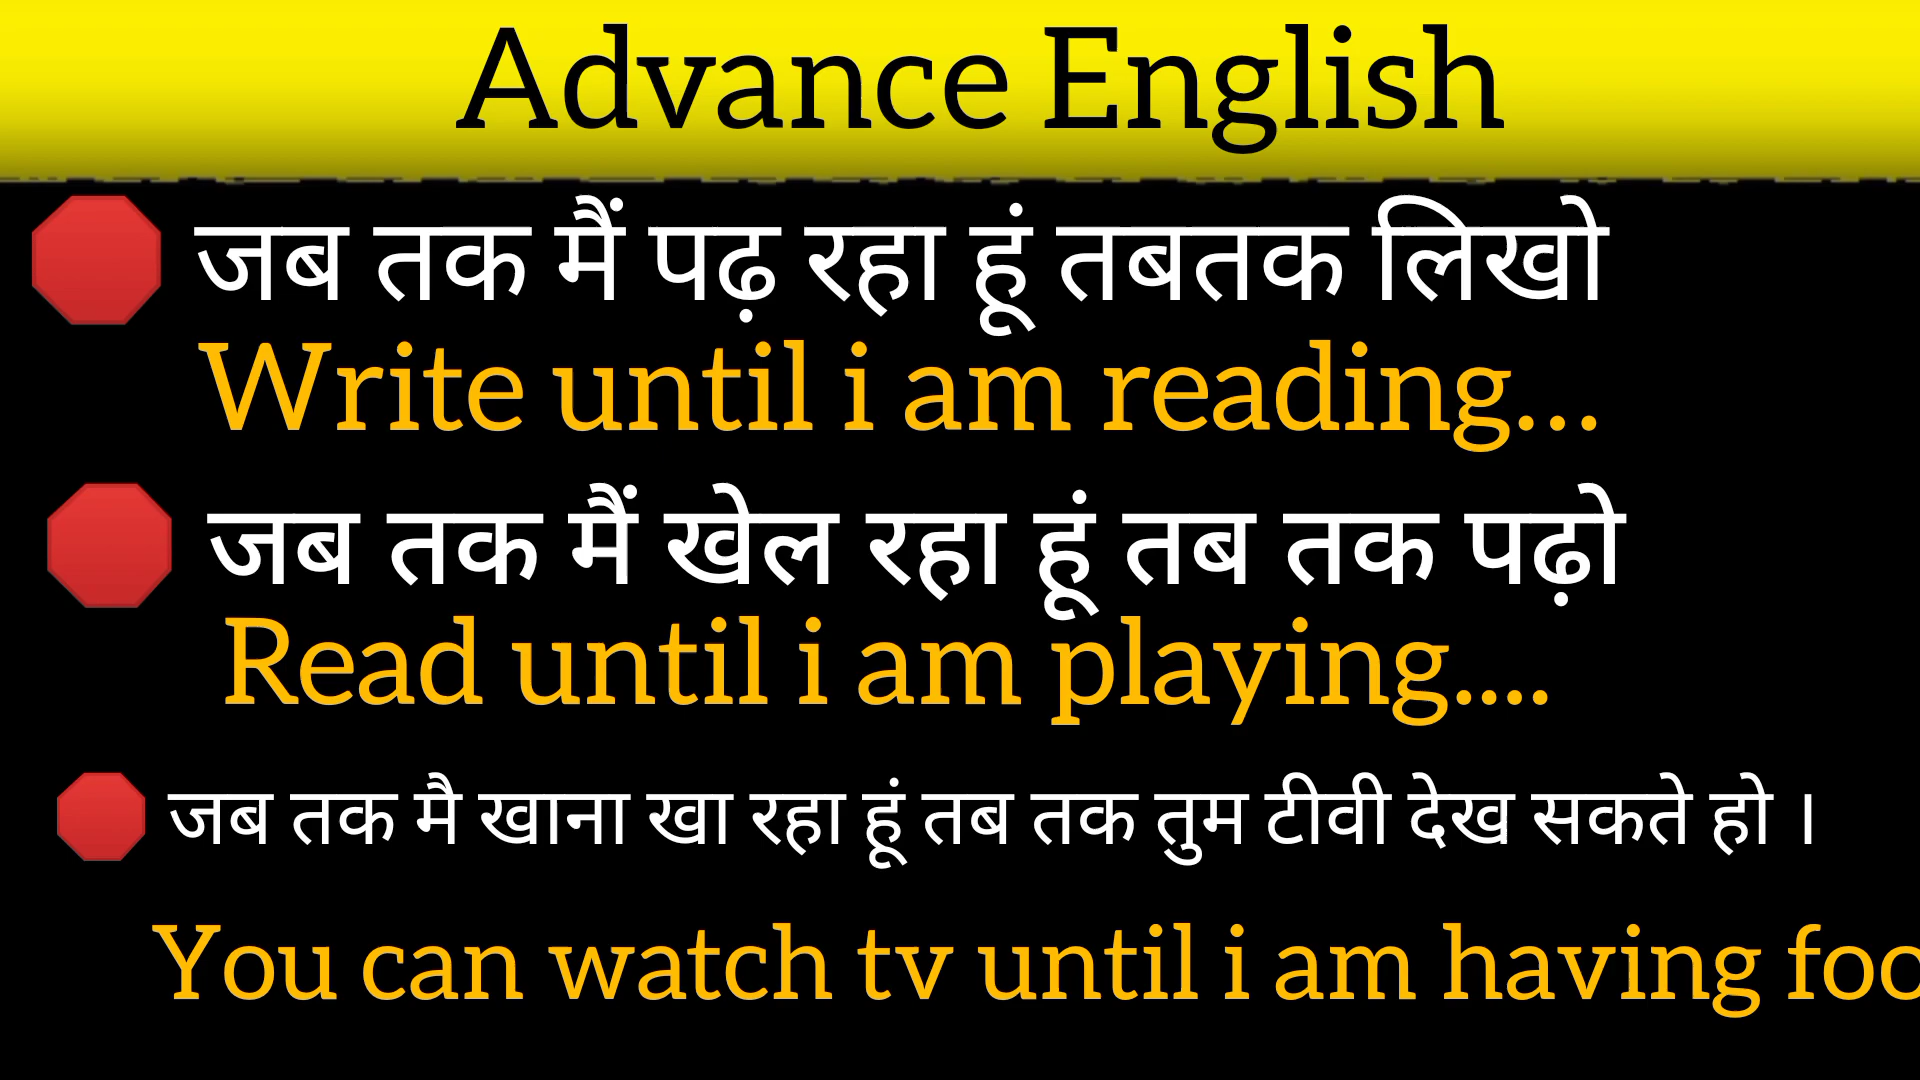 Advance English
जब तक मैं पढ़ रहा हूं तबतक लिखो
Write until i am reading...
जब तक मैं खेल रहा हूं तब तक पढ़ो
Read until i am playing....
जब तक मै खाना खा रहा हूं तब तक तुम टीवी देख सकते हो ।
You can watch tv until i am having foo